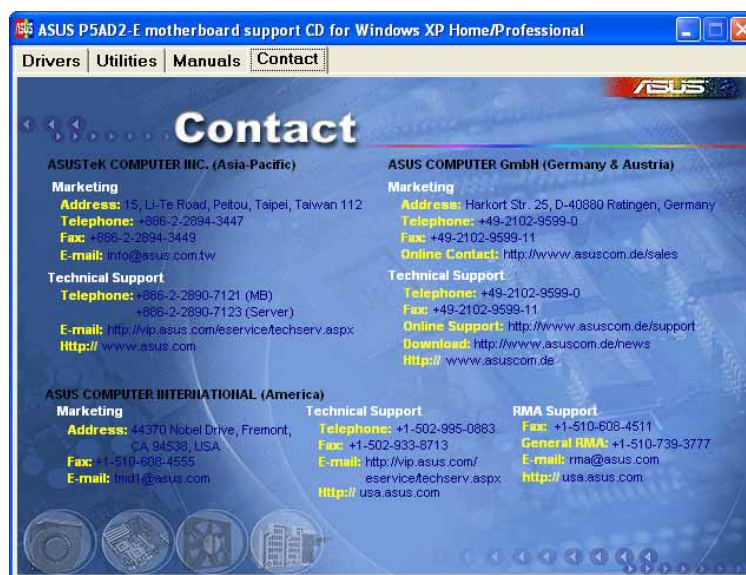 ASUS P5AD2-E motherboard support CD for Windows XP Home/Professional
Drivers Utilities Manuals Contact
ASUS
Contact
ASUSTeK COMPUTER INC. (Asia-Pacific)
Marketing
Address: 15, Li-Te Road, Peitou, Taipei, Taiwan 112
Telephone: +886-2-2894-3447
Fax: +886-2-2894-3449
E-mail: info@asus.com.tw
Technical Support
Telephone: +886-2-2890-7121 (MB)
+886-2-2890-7123 (Server)
E-mail: http://vip.asus.com/eservice/techserv.aspx
Http:// www.asus.com
ASUS COMPUTER GmbH (Germany & Austria)
Marketing
Address: Harkort Str. 25, D-40880 Ratingen, Germany
Telephone: +49-2102-9599-0
Fax: +49-2102-9599-11
Online Contact: http://www.asuscom.de/sales
Technical Support
Telephone: +49-2102-9599-0
Fax: +49-2102-9599-11
Online Support: http://www.asuscom.de/support
Download: http://www.asuscom.de/news
Http:// www.asuscom.de
ASUS COMPUTER INTERNATIONAL (America)
Marketing
Address: 44370 Nobel Drive, Fremont,
CA 94538, USA
Fax: +1-510-608-4555
E-mail: tmd1@asus.com
Technical Support
Telephone: +1-502-995-0883
Fax: +1-502-933-8713
E-mail: http://vip.asus.com/
eservice/techserv.aspx
Http:// usa.asus.com
RMA Support
Fax: +1-510-608-4511
General RMA: +1-510-739-3777
E-mail: rma@asus.com
http:// usa.asus.com